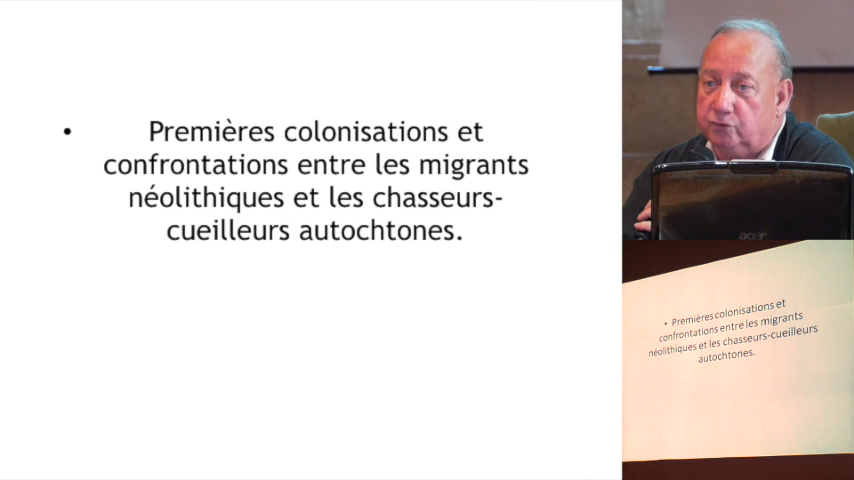 • Premières colonisations et
confrontations entre les migrants
néolithiques et les chasseurs-
cueilleurs autochtones.
acer
• Premières colonisations et
confrontations entre les migrants
néolithiques et les chasseurs-cueilleurs
autochtones.